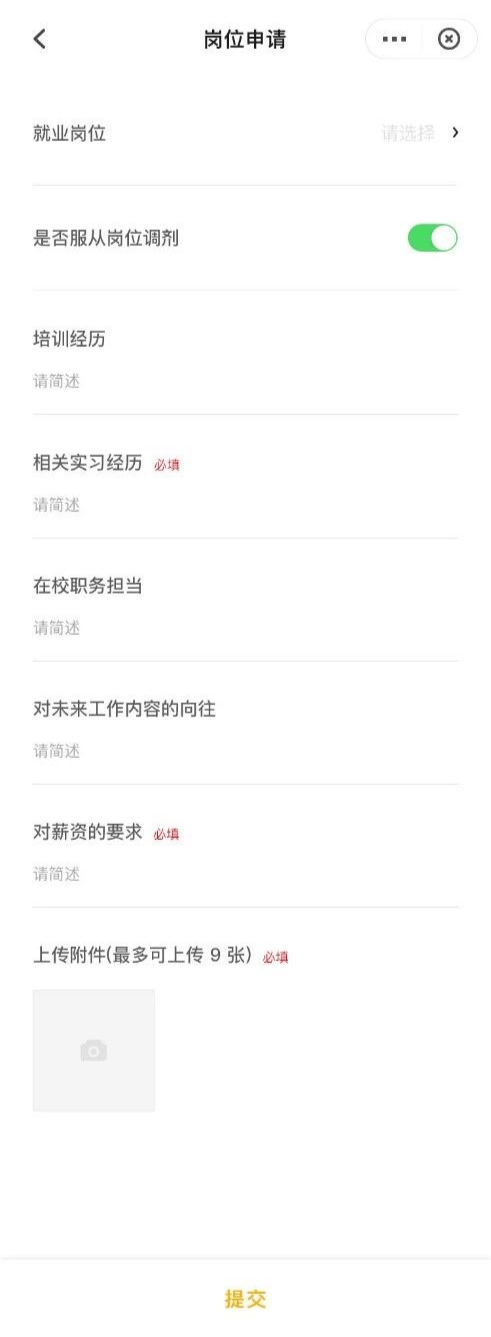 岗位申请
就业岗位 请选择
是否服从岗位调剂
培训经历
请简述
相关实习经历 必填
请简述
在校职务担当
请简述
对未来工作内容的向往
请简述
对薪资的要求 必填
请简述
上传附件(最多可上传 9 张) 必填
提交